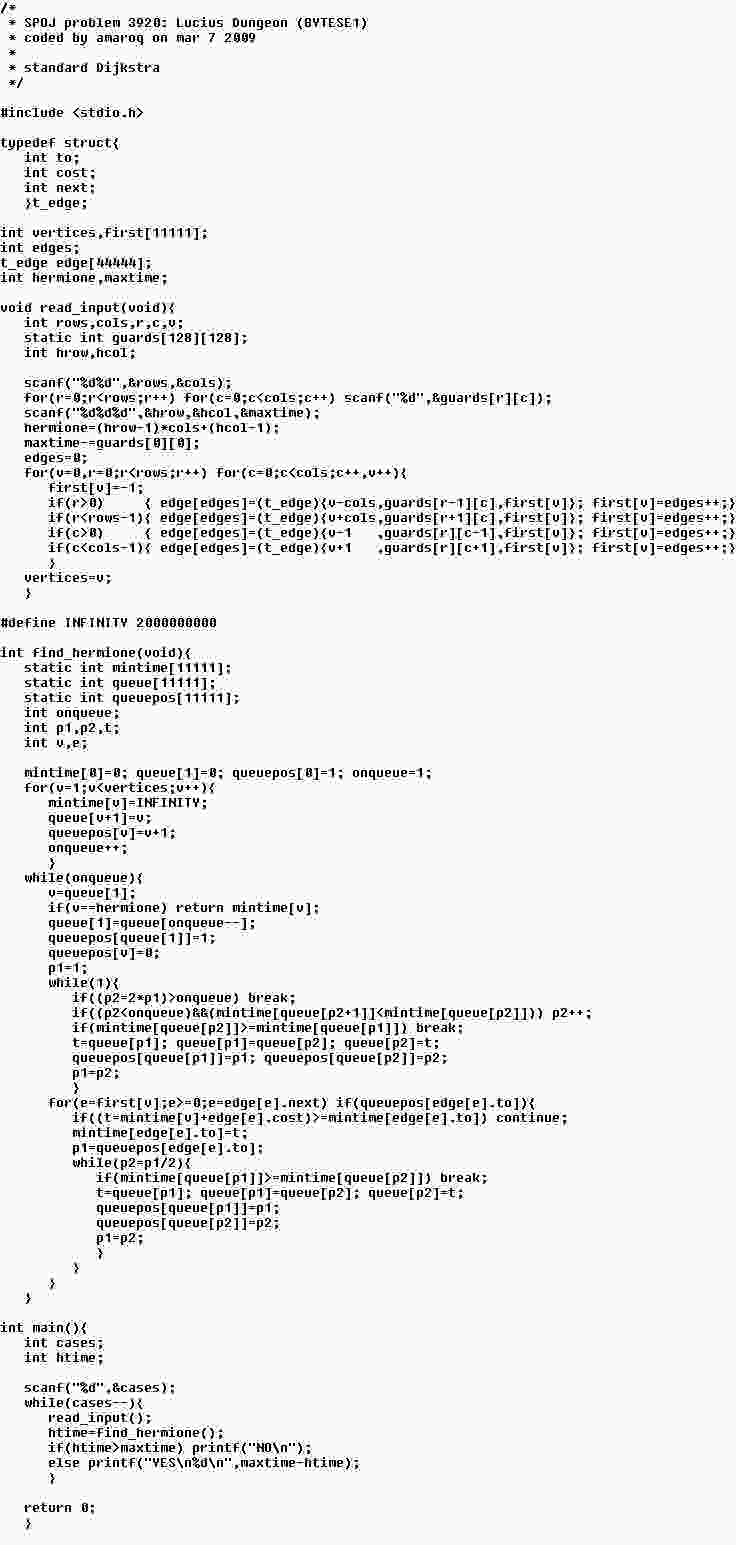 /*
 * SPOJ problem 3920: Lucius Dungeon (BYTESE1)
 * coded by amaroq on mar 7 2009
 *
 * standard Dijkstra
 */

#include <stdio.h>

typedef struct{
   int to;
   int cost;
   int next;
   }t_edge;

int vertices,first[11111];
int edges;
t_edge edge[44444];
int hermione,maxtime;

void read_input(void){
   int rows,cols,r,c,v;
   static int guards[128][128];
   int hrow,hcol;

   scanf("%d%d",&rows,&cols);
   for(r=0;r<rows;r++) for(c=0;c<cols;c++) scanf("%d",&guards[r][c]);
   scanf("%d%d%d",&hrow,&hcol,&maxtime);
   hermione=(hrow-1)*cols+(hcol-1);
   maxtime-=guards[0][0];
   edges=0;
   for(v=0,r=0;r<rows;r++) for(c=0;c<cols;c++,v++){
      first[v]=-1;
      if(r>0)     { edge[edges]=(t_edge){v-cols,guards[r-1][c],first[v]}; first[v]=edges++;}
      if(r<rows-1){ edge[edges]=(t_edge){v+cols,guards[r+1][c],first[v]}; first[v]=edges++;}
      if(c>0)     { edge[edges]=(t_edge){v-1   ,guards[r][c-1],first[v]}; first[v]=edges++;}
      if(c<cols-1){ edge[edges]=(t_edge){v+1   ,guards[r][c+1],first[v]}; first[v]=edges++;}
      }
   vertices=v;
   }

#define INFINITY 2000000000

int find_hermione(void){
   static int mintime[11111];
   static int queue[11111];
   static int queuepos[11111];
   int onqueue;
   int p1,p2,t;
   int v,e;

   mintime[0]=0; queue[1]=0; queuepos[0]=1; onqueue=1;
   for(v=1;v<vertices;v++){
      mintime[v]=INFINITY;
      queue[v+1]=v;
      queuepos[v]=v+1;
      onqueue++;
      }
   while(onqueue){
      v=queue[1];
      if(v==hermione) return mintime[v];
      queue[1]=queue[onqueue--];
      queuepos[queue[1]]=1;
      queuepos[v]=0;
      p1=1;
      while(1){
         if((p2=2*p1)>onqueue) break;
         if((p2<onqueue)&&(mintime[queue[p2+1]]<mintime[queue[p2]])) p2++;
         if(mintime[queue[p2]]>=mintime[queue[p1]]) break;
         t=queue[p1]; queue[p1]=queue[p2]; queue[p2]=t;
         queuepos[queue[p1]]=p1; queuepos[queue[p2]]=p2;
         p1=p2;
         }
      for(e=first[v];e>=0;e=edge[e].next) if(queuepos[edge[e].to]){
         if((t=mintime[v]+edge[e].cost)>=mintime[edge[e].to]) continue;
         mintime[edge[e].to]=t;
         p1=queuepos[edge[e].to];
         while(p2=p1/2){
            if(mintime[queue[p1]]>=mintime[queue[p2]]) break;
            t=queue[p1]; queue[p1]=queue[p2]; queue[p2]=t;
            queuepos[queue[p1]]=p1;
            queuepos[queue[p2]]=p2;
            p1=p2;
            }
         }
      }
   }

int main(){
   int cases;
   int htime;

   scanf("%d",&cases);
   while(cases--){
      read_input();
      htime=find_hermione();
      if(htime>maxtime) printf("NO\n");
      else printf("YES\n%d\n",maxtime-htime);
      }

   return 0;
   }